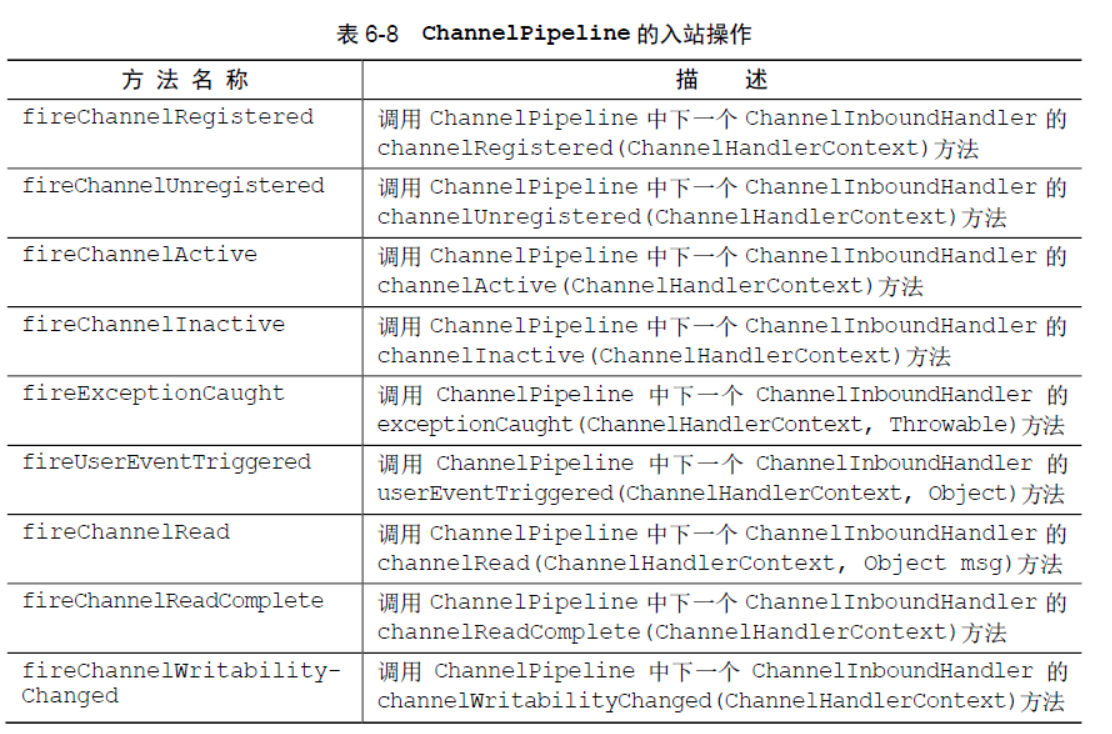 表 6-8 ChannelPipeline 的入站操作
方 法 名 称
描 述
fireChannelRegistered
调用 ChannelPipeline 中下一个 ChannelInboundHandler 的
channelRegistered(ChannelHandlerContext)方法
fireChannelUnregistered
调用 ChannelPipeline 中下一个 ChannelInboundHandler 的
channelUnregistered(ChannelHandlerContext)方法
fireChannelActive
调用 ChannelPipeline 中下一个 ChannelInboundHandler 的
channelActive(ChannelHandlerContext)方法
fireChannelInactive
调用 ChannelPipeline 中下一个 ChannelInboundHandler 的
channelInactive(ChannelHandlerContext)方法
fireExceptionCaught
调用 ChannelPipeline 中下一个 ChannelInboundHandler 的
exceptionCaught(ChannelHandlerContext, Throwable)方法
fireUserEventTriggered
调用 ChannelPipeline 中下一个 ChannelInboundHandler 的
userEventTriggered(ChannelHandlerContext, Object)方法
fireChannelRead
调用 ChannelPipeline 中下一个 ChannelInboundHandler 的
channelRead(ChannelHandlerContext, Object msg)方法
fireChannelReadComplete
调用 ChannelPipeline 中下一个 ChannelInboundHandler 的
channelReadComplete(ChannelHandlerContext)方法
fireChannelWritability-
Changed
调用 ChannelPipeline 中下一个 ChannelInboundHandler 的
channelWritabilityChanged(ChannelHandlerContext)方法